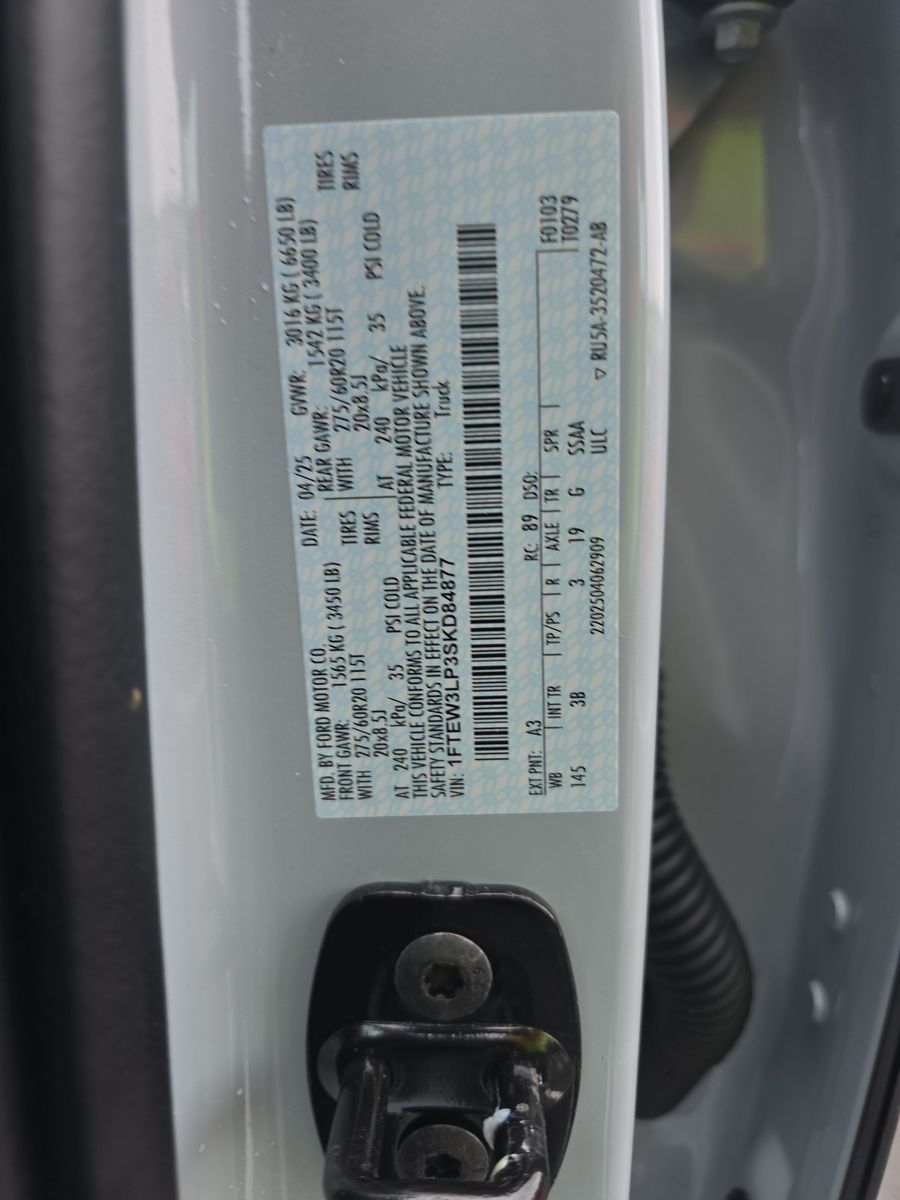 MFD. BY FORD MOTOR CO.
DATE: 04/25 GVWR: 3016 KG ( 6650 LB)
FRONT GAWR: 1565 KG ( 3450 LB)
REAR GAWR: 1542 KG ( 3400 LB)
WITH 275/60R20 115T TIRES
WITH 275/60R20 115T TIRES
20x8.5J RIMS
20x8.5J RIMS
AT 240 kPa/ 35 PSI COLD
AT 240 kPa/ 35 PSI COLD
THIS VEHICLE CONFORMS TO ALL APPLICABLE FEDERAL MOTOR VEHICLE
SAFETY STANDARDS IN EFFECT ON THE DATE OF MANUFACTURE SHOWN ABOVE.
VIN: 1FTEW3LP3SKD84877 TYPE: Truck
EXT PNT: A3 RC: 89 DSO: F0103
WB INT TR TP/PS R AXLE TR SPR T0279
145 3B 3 19 G SSAA
2202504062909 ULC ▽ RU5A-3520472-AB